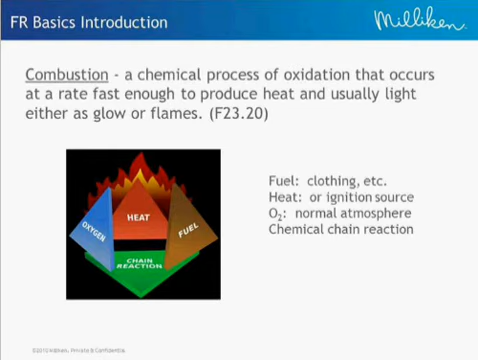 FR Basics Introduction
Milliken.
Combustion - a chemical process of oxidation that occurs
at a rate fast enough to produce heat and usually light
either as glow or flames. (F23.20)
HEAT
OXYGEN
FUEL
CHAIN
REACTION
Fuel: clothing, etc.
Heat: or ignition source
O₂: normal atmosphere
Chemical chain reaction
©2010 Milliken. Private & Confidential.